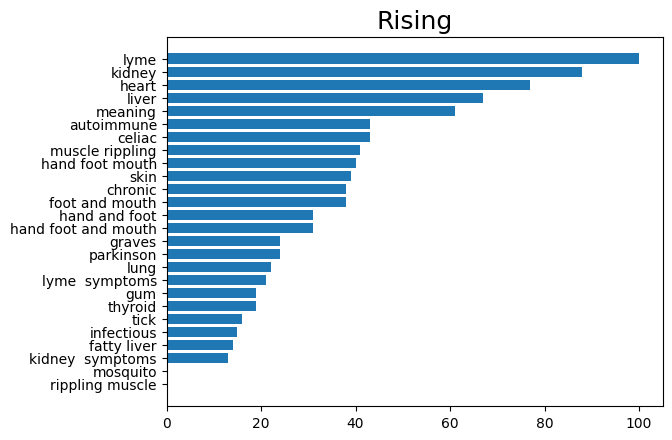 Rising
lyme
kidney
heart
liver
meaning
autoimmune
celiac
muscle rippling
hand foot mouth
skin
chronic
foot and mouth
hand and foot
hand foot and mouth
graves
parkinson
lung
lyme  symptoms
gum
thyroid
tick
infectious
fatty liver
kidney  symptoms
mosquito
rippling muscle
0 20 40 60 80 100